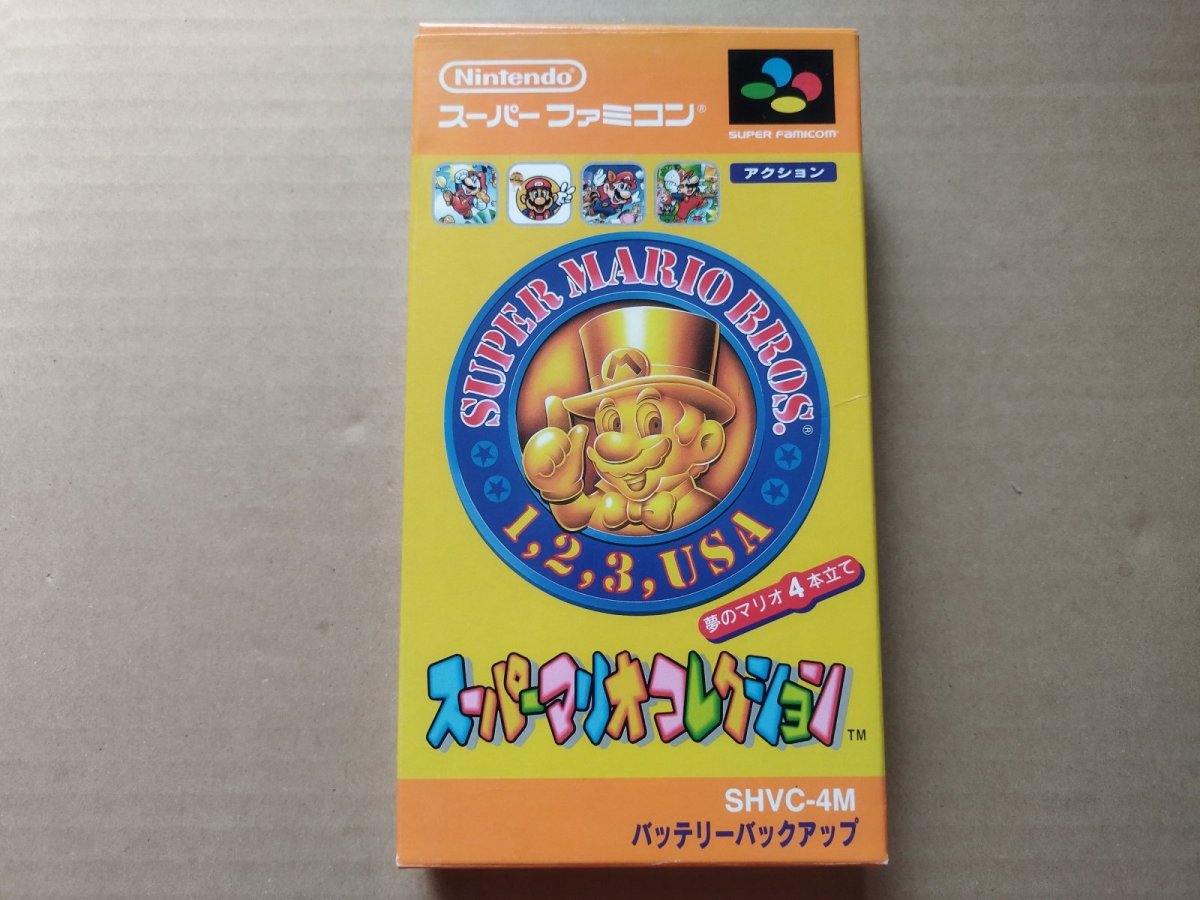 Nintendo
スーパーファミコン®
SUPER FAMICOM
アクション
SUPER MARIO BROS.®
1,2,3,USA
夢のマリオ4本立て
スーパーマリオコレクション™
SHVC-4M
バッテリーバックアップ